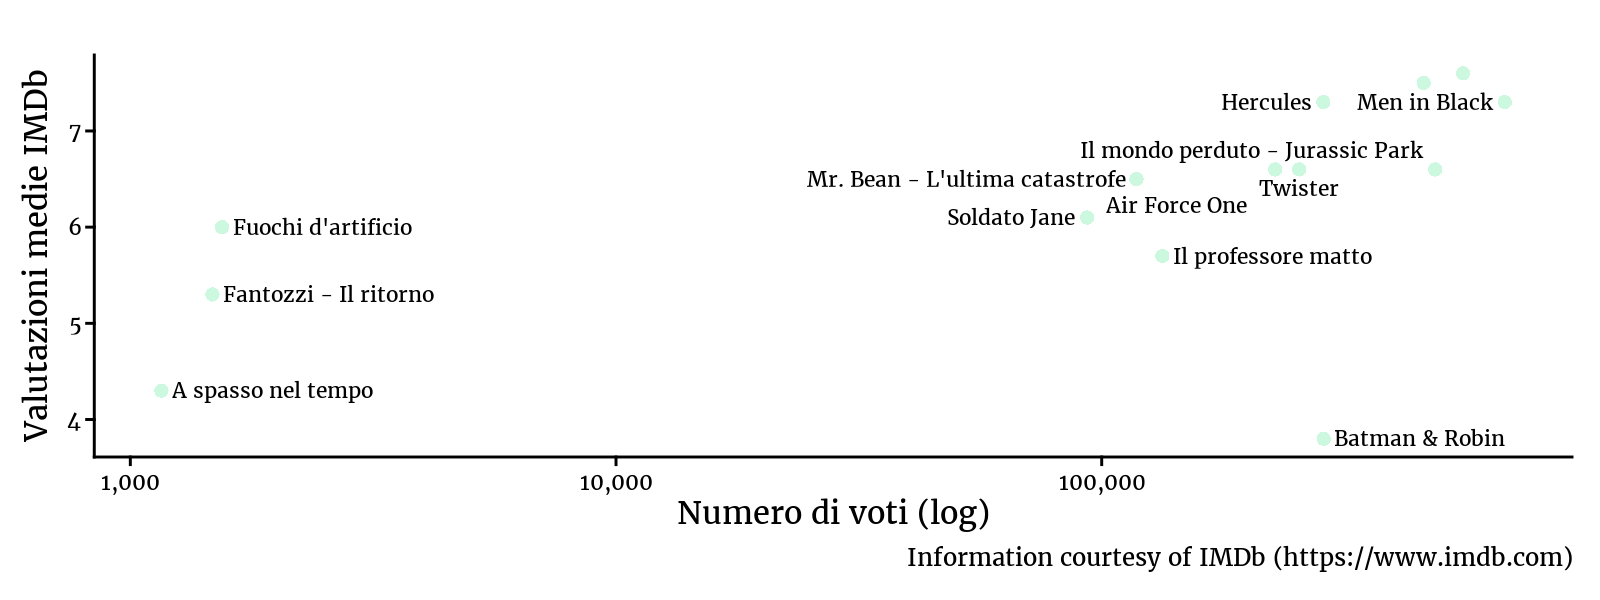 Valutazioni medie IMDb
7
6
5
4
Hercules
Men in Black
Il mondo perduto - Jurassic Park
Mr. Bean - L'ultima catastrofe
Twister
Air Force One
Soldato Jane
Fuochi d'artificio
Il professore matto
Fantozzi - Il ritorno
A spasso nel tempo
Batman & Robin
1,000
10,000
100,000
Numero di voti (log)
Information courtesy of IMDb (https://www.imdb.com)